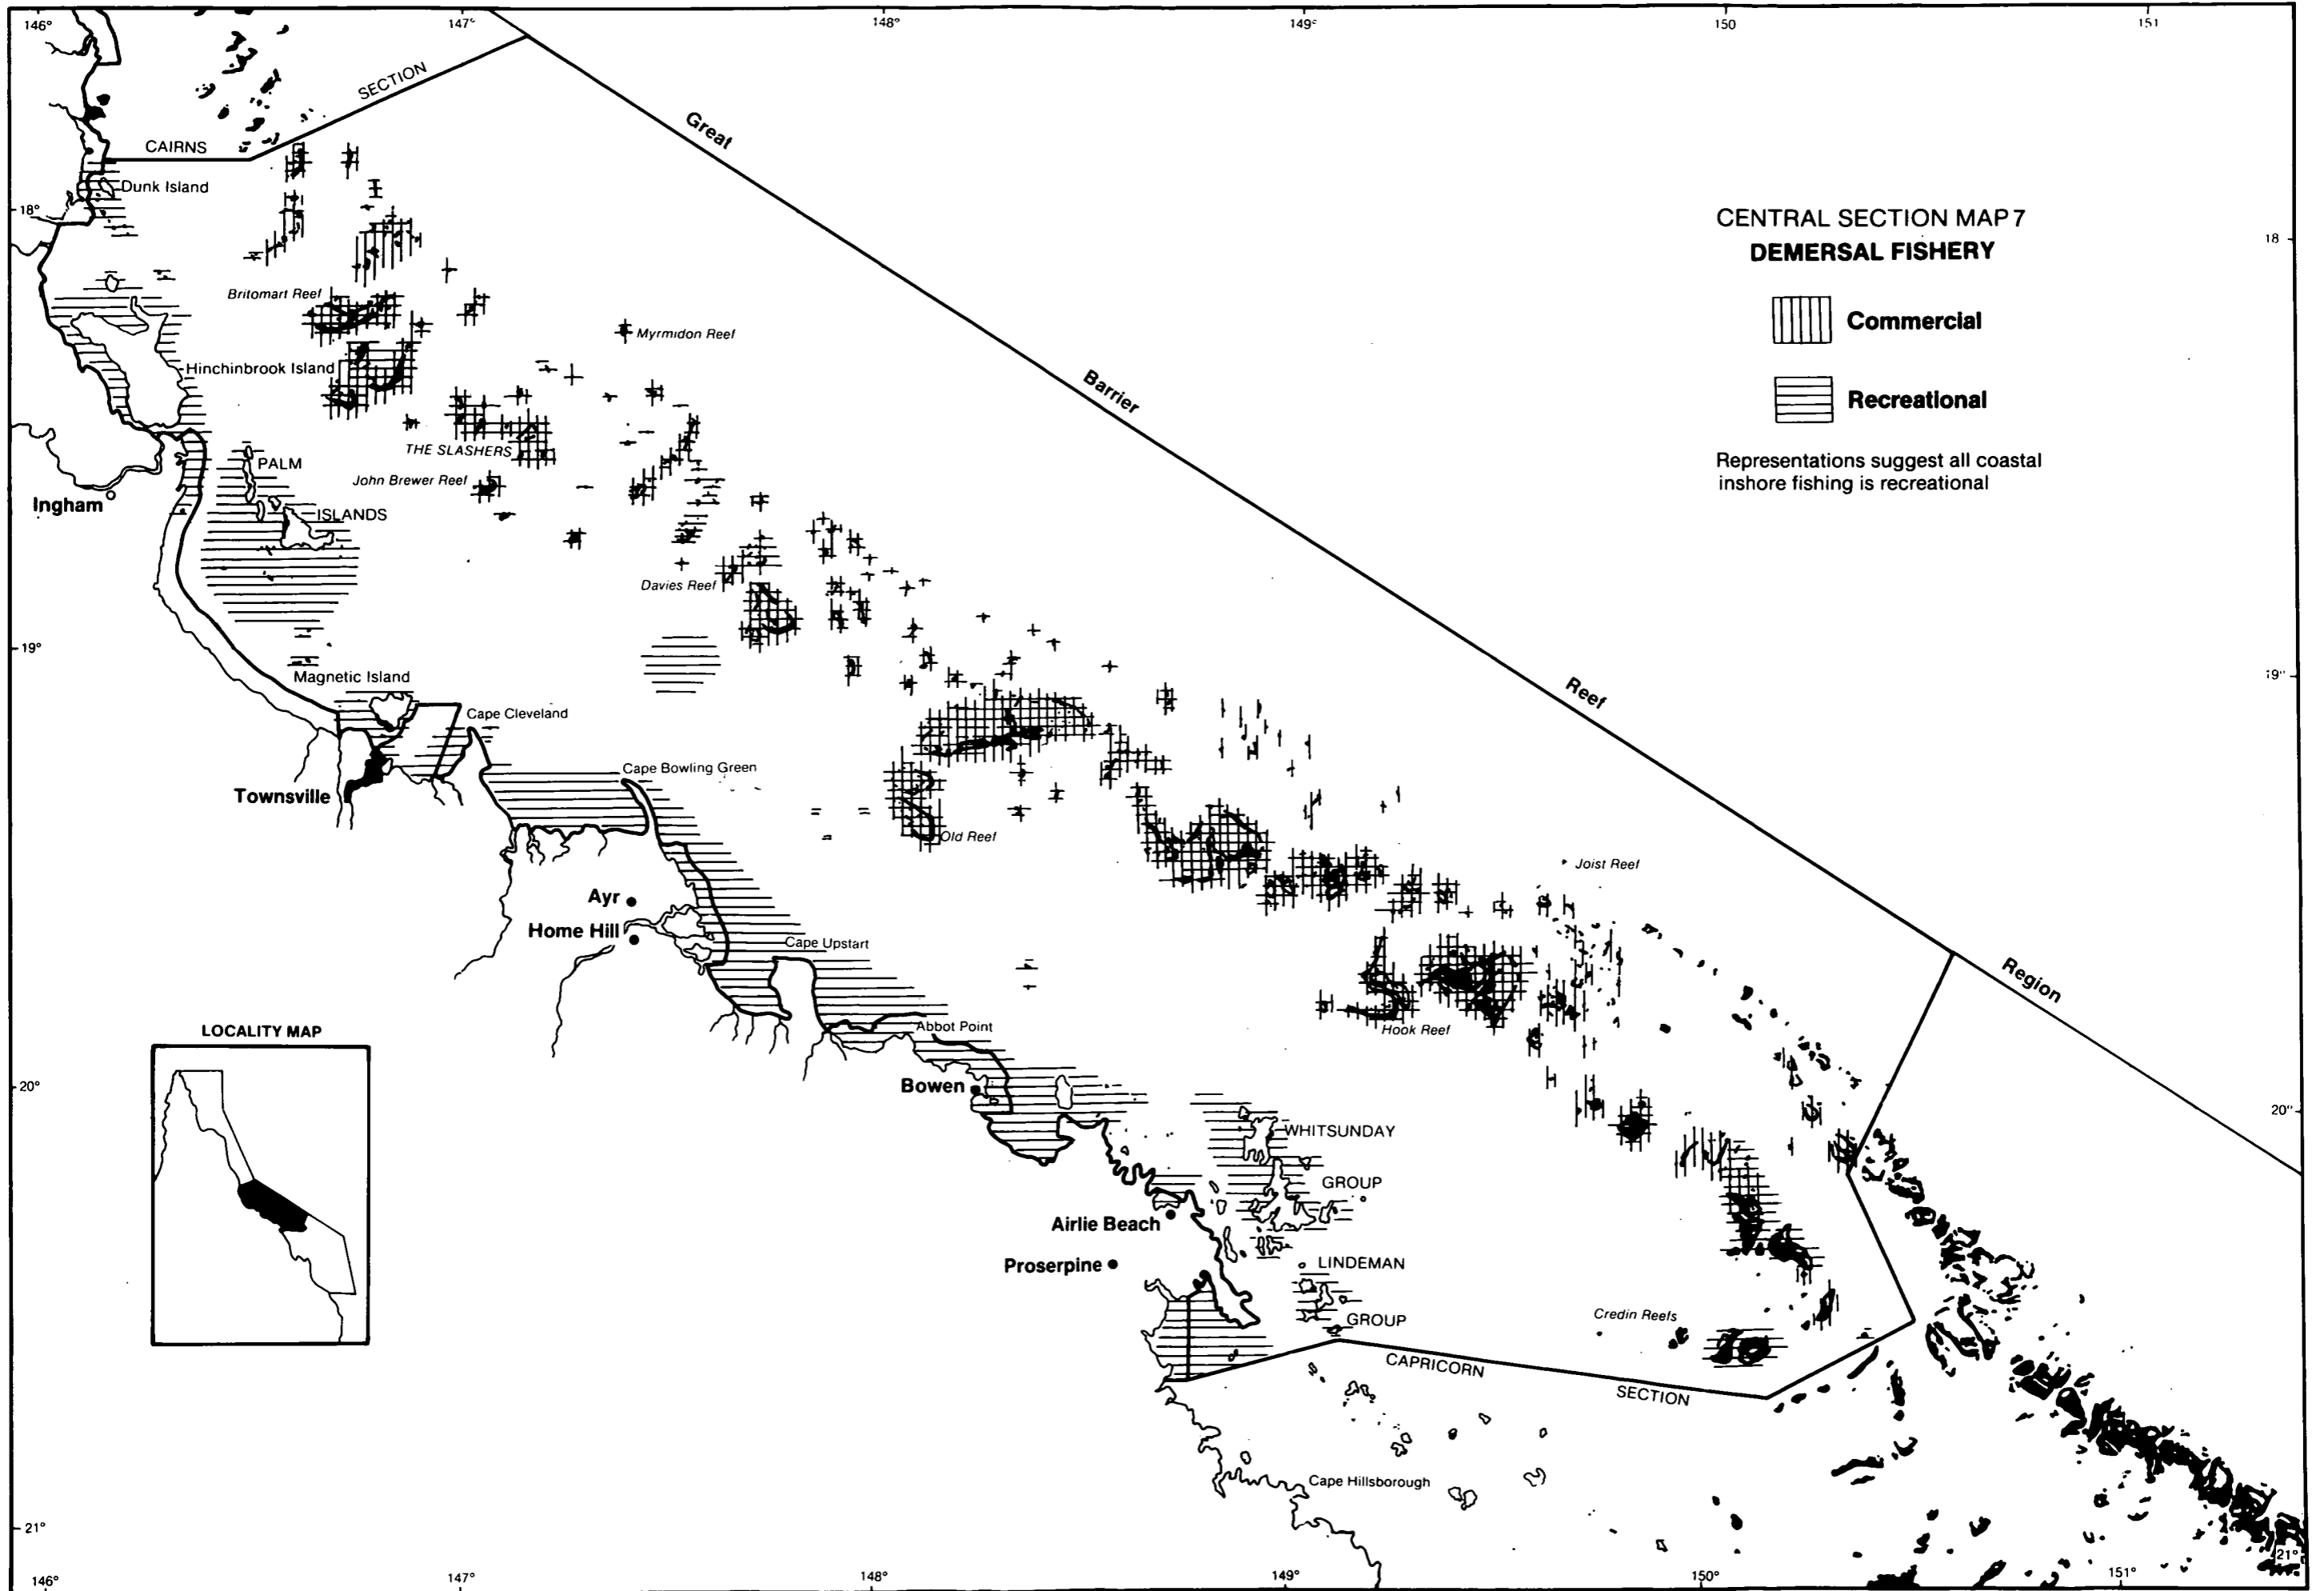 146°
147°
148°
149°
150
151
SECTION
CAIRNS
Dunk Island
18°
Great
CENTRAL SECTION MAP 7
DEMERSAL FISHERY
18
Britomart Reef
Myrmidon Reef
Commercial
Hinchinbrook Island
Barrier
Recreational
THE SLASHERS
PALM
John Brewer Reef
Representations suggest all coastal
inshore fishing is recreational
Ingham
ISLANDS
Davies Reef
19°
Magnetic Island
Reef
19"
Cape Cleveland
Cape Bowling Green
Townsville
Old Reef
Joist Reef
Ayr
Home Hill
Cape Upstart
Region
LOCALITY MAP
Abbot Point
Hook Reef
20°
Bowen
20"
WHITSUNDAY
GROUP
Airlie Beach
Proserpine
LINDEMAN
Credin Reefs
GROUP
CAPRICORN
SECTION
Cape Hillsborough
21°
21°
146°
147°
148°
149°
150°
151°